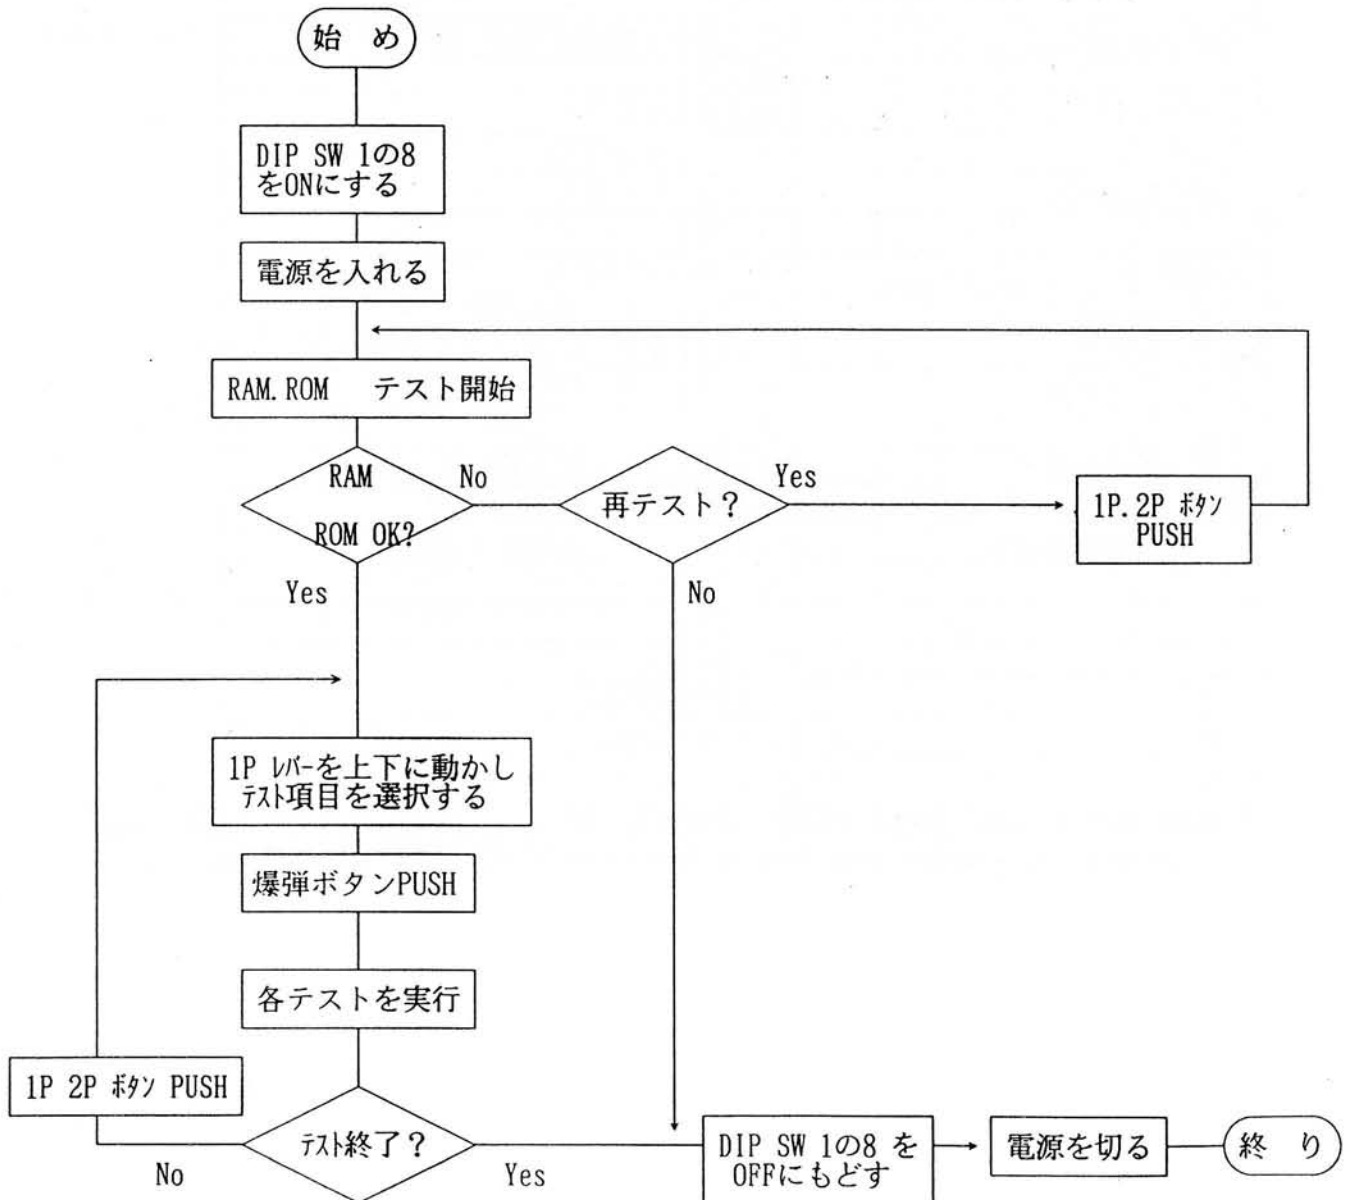 始 め
DIP SW 1の8
をONにする
電源を入れる
RAM.ROM テスト開始
RAM
ROM OK?
No
再テスト？
Yes
1P.2P ﾎﾞﾀﾝ
PUSH
Yes
No
1P ﾚﾊﾞｰを上下に動かし
ﾃｽﾄ項目を選択する
爆弾ボタンPUSH
各テストを実行
1P 2P ﾎﾞﾀﾝ PUSH
ﾃｽﾄ終了？
No
Yes
DIP SW 1の8 を
OFFにもどす
電源を切る
終 り